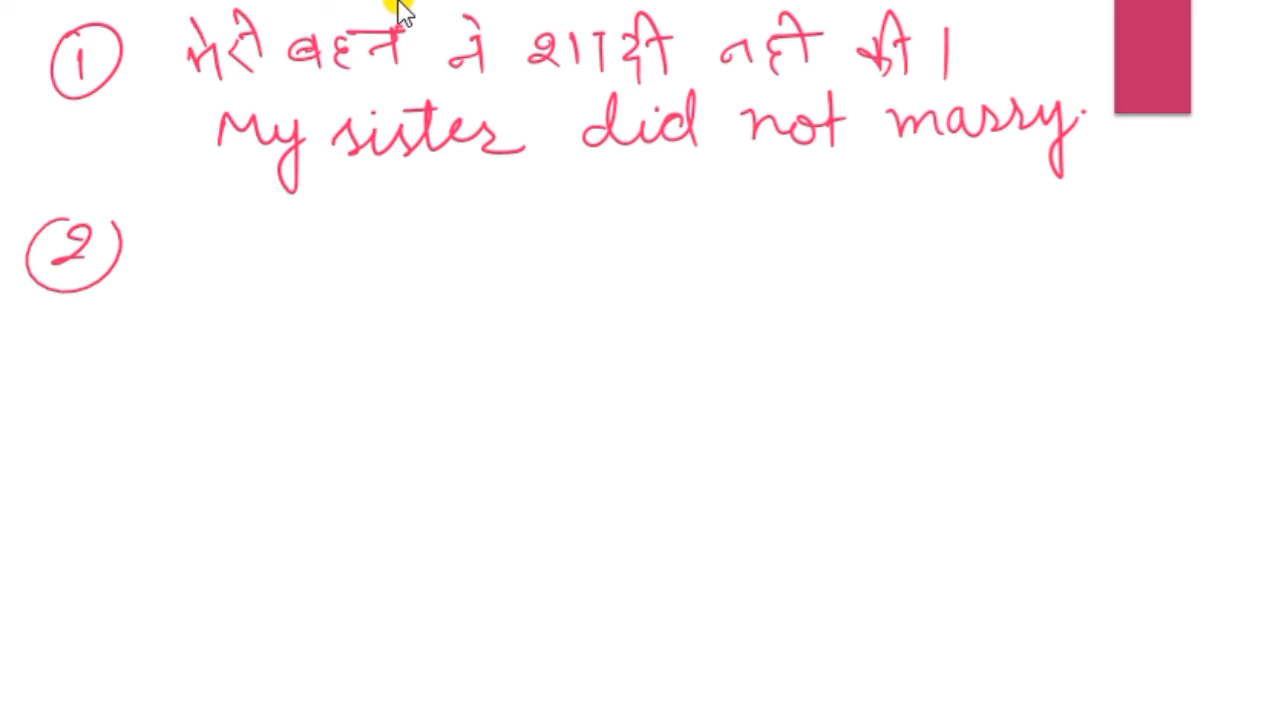 ① मेरी बहन ने शादी नही की।
My sister did not marry.
②